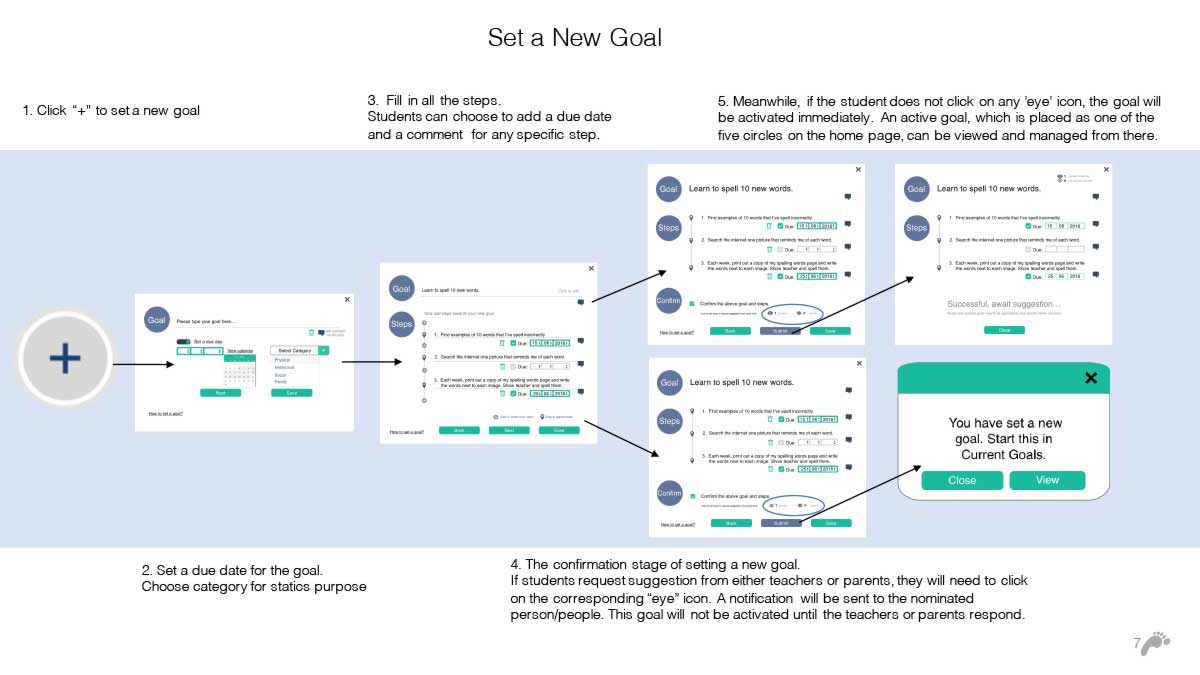 Set a New Goal
1. Click “+” to set a new goal
3. Fill in all the steps.
Students can choose to add a due date
and a comment for any specific step.
5. Meanwhile, if the student does not click on any ’eye’ icon, the goal will
be activated immediately. An active goal, which is placed as one of the
five circles on the home page, can be viewed and managed from there.
+
Goal
Please type your goal here...
Set a due day
View calendar
Select Category
+
Physical
Intellectual
Social
Family
Next
Save
How to set a goal?
Goal
Learn to spell 10 new words.
Click to edit
Steps
Now add steps towards your new goal
1. Find examples of 10 words that I've spelt incorrectly.
Due:
2. Search the internet one picture that reminds me of each word.
Due:
3. Each week, print out a copy of my spelling words page and write
the words next to each image. Show teacher and spell them.
Due:
How to set a goal?
Back
Next
Save
Goal
Learn to spell 10 new words.
Steps
1. Find examples of 10 words that I've spelt incorrectly.
Due: 15 08 2016
2. Search the internet one picture that reminds me of each word.
Due:
3. Each week, print out a copy of my spelling words page and write
the words next to each image. Show teacher and spell them.
Due: 25 08 2016
Confirm
Confirm the above goal and steps.
T
P
How to set a goal?
Back
Submit
Save
Goal
Learn to spell 10 new words.
T
P
Steps
1. Find examples of 10 words that I've spelt incorrectly.
Due: 15 08 2016
2. Search the internet one picture that reminds me of each word.
Due:
3. Each week, print out a copy of my spelling words page and write
the words next to each image. Show teacher and spell them.
Due: 25 08 2016
Successful, await suggestion...
Close
Goal
Learn to spell 10 new words.
Steps
1. Find examples of 10 words that I've spelt incorrectly.
Due: 15 08 2016
2. Search the internet one picture that reminds me of each word.
Due:
3. Each week, print out a copy of my spelling words page and write
the words next to each image. Show teacher and spell them.
Due: 25 08 2016
Confirm
Confirm the above goal and steps.
T
P
How to set a goal?
Back
Submit
Save
You have set a new
goal. Start this in
Current Goals.
Close
View
2. Set a due date for the goal.
Choose category for statics purpose
4. The confirmation stage of setting a new goal.
If students request suggestion from either teachers or parents, they will need to click
on the corresponding “eye” icon. A notification will be sent to the nominated
person/people. This goal will not be activated until the teachers or parents respond.
7